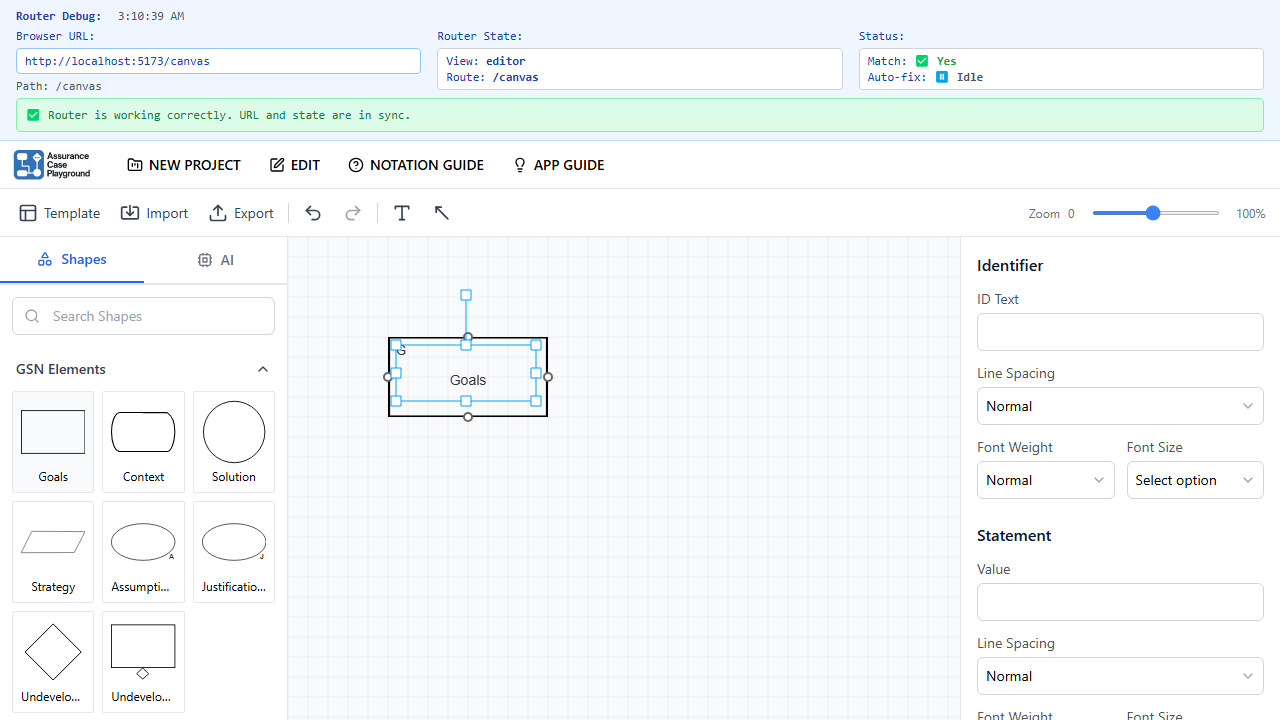 Router Debug: 3:10:39 AM
Browser URL:
http://localhost:5173/canvas
Path: /canvas
Router State:
View: editor
Route: /canvas
Status:
Match: ✅ Yes
Auto-fix: ⏸ Idle
✅ Router is working correctly. URL and state are in sync.
Assurance
Case
Playground
NEW PROJECT
EDIT
NOTATION GUIDE
APP GUIDE
Template
Import
Export
Zoom 0
100%
Shapes
AI
Search Shapes
GSN Elements
Goals
Context
Solution
Strategy
A
Assumpti...
J
Justificatio...
Undevelo...
Undevelo...
G
Goals
Identifier
ID Text
Line Spacing
Normal
Font Weight
Font Size
Normal
Select option
Statement
Value
Line Spacing
Normal
Font Weight
Font Size